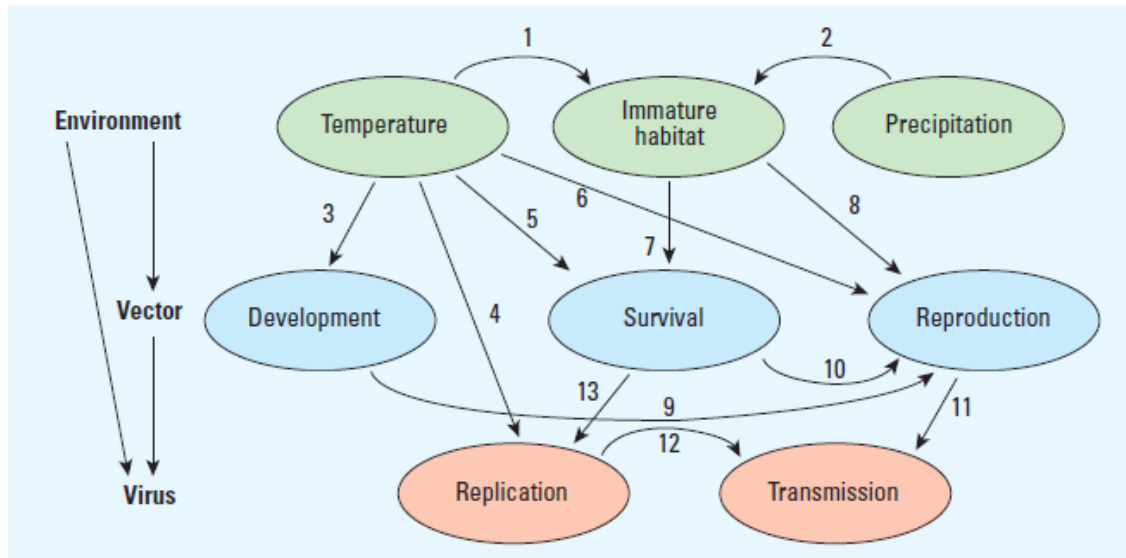 1
2
Environment
Temperature
Immature
habitat
Precipitation
3
5
6
7
8
Vector
Development
4
Survival
Reproduction
10
13
9
11
12
Virus
Replication
Transmission